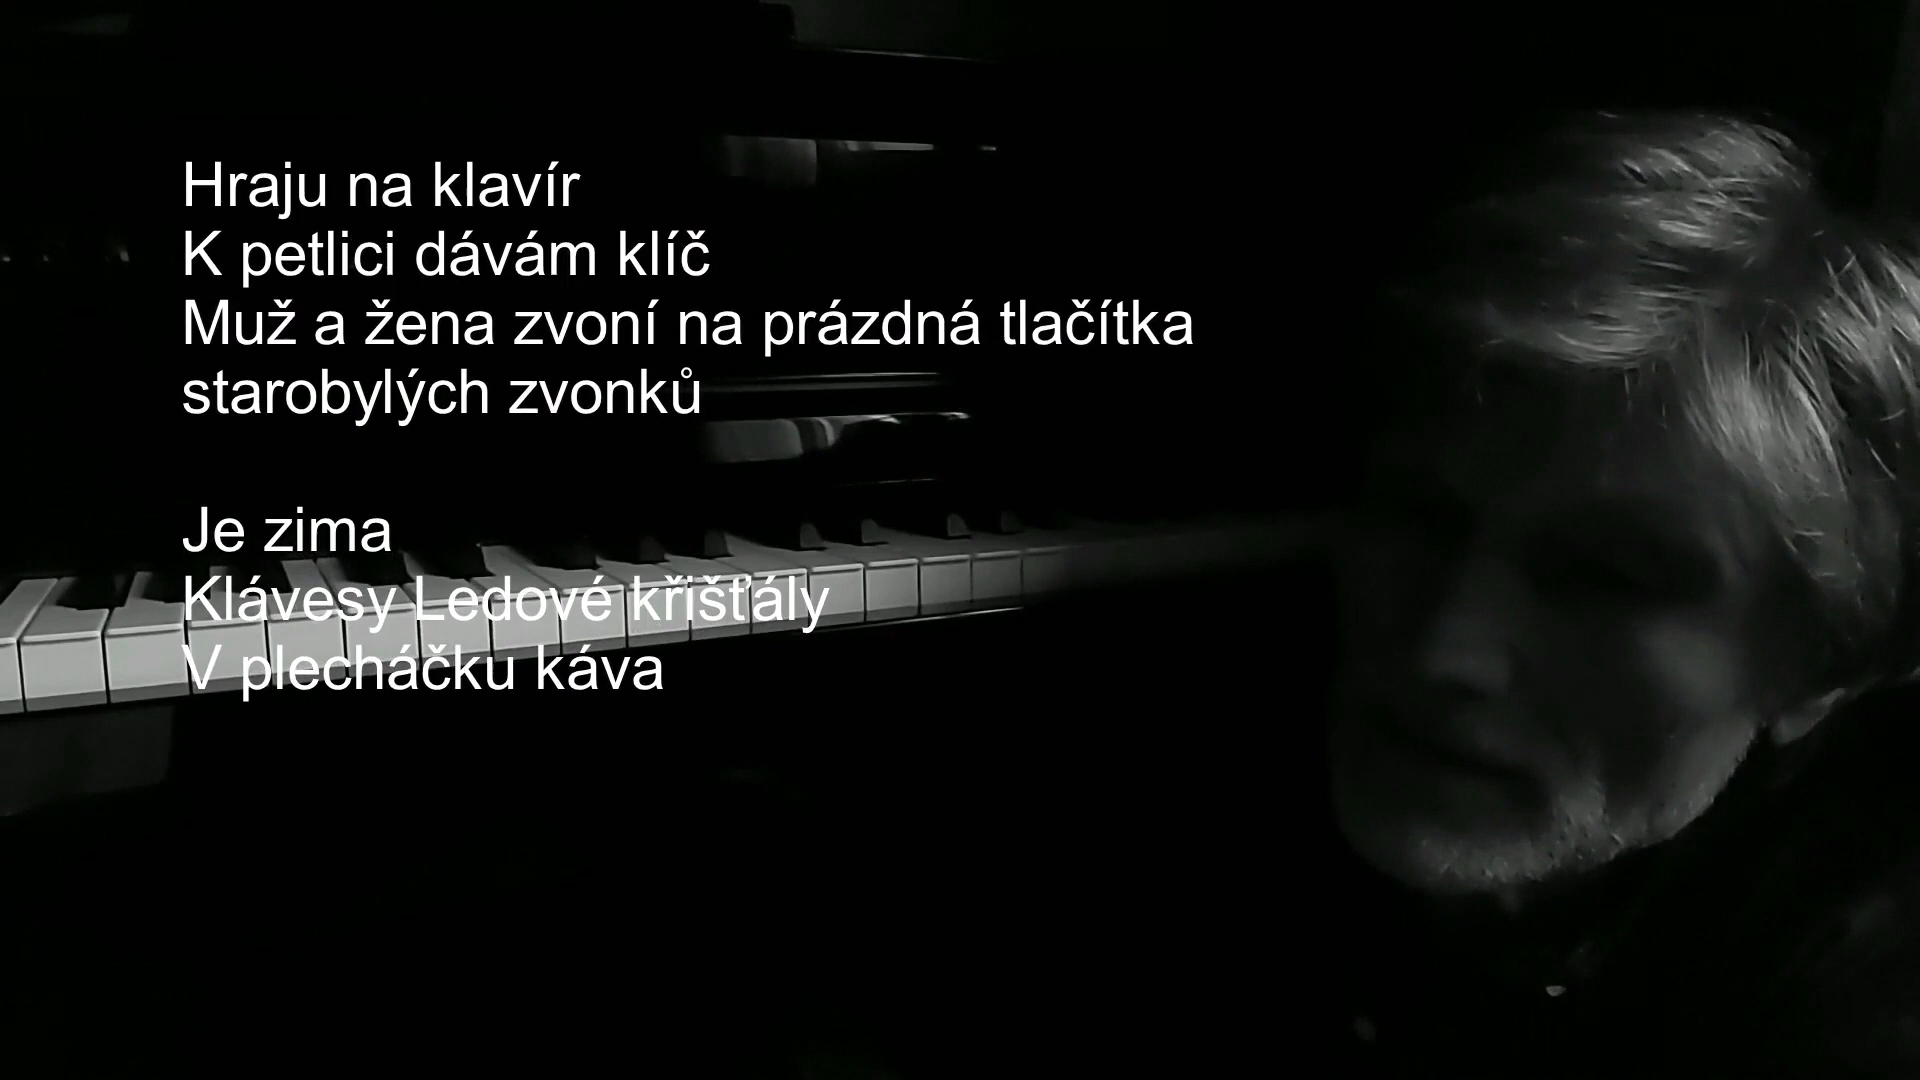 Hraju na klavír
K petlici dávám klíč
Muž a žena zvoní na prázdná tlačítka
starobylých zvonků
Je zima
Klávesy Ledové křišťály
V plecháčku káva